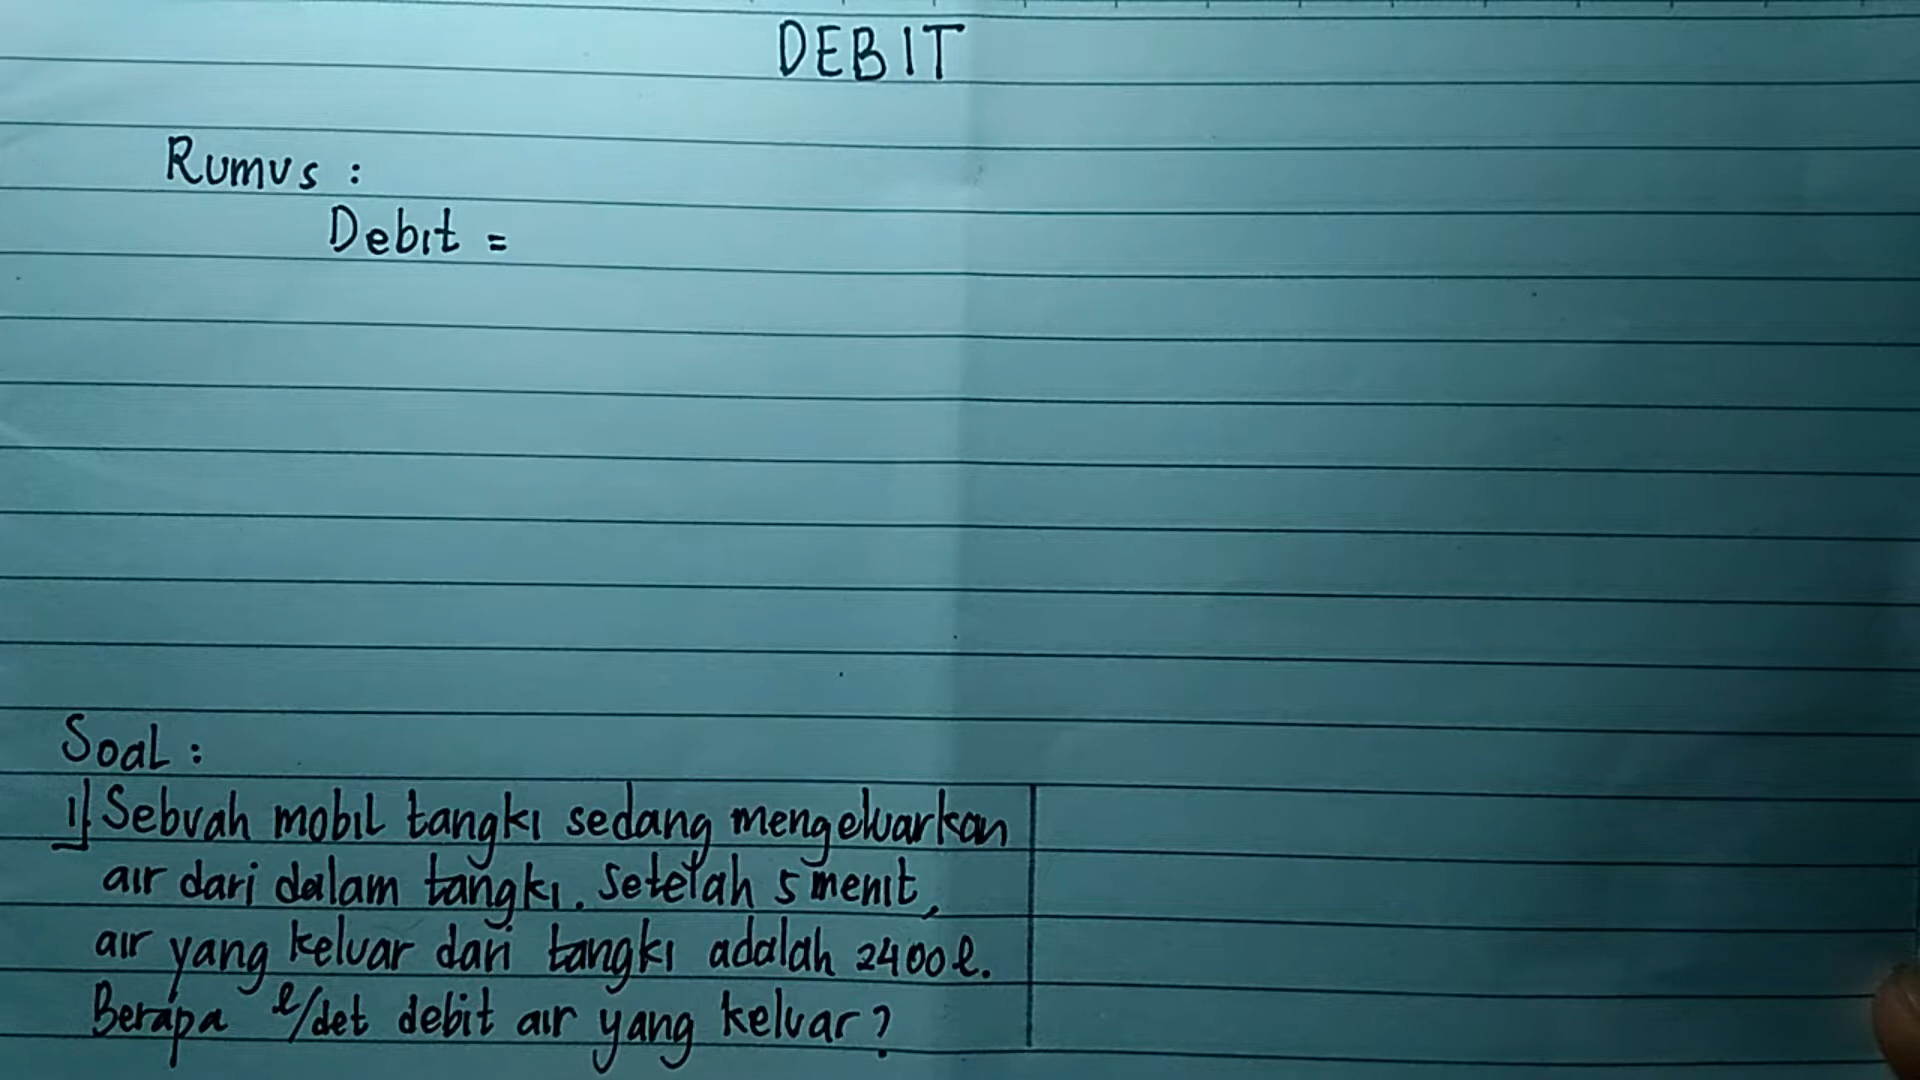 DEBIT
Rumus :
Debit =
Soal :
1] Sebuah mobil tangki sedang mengeluarkan
air dari dalam tangki. Setelah 5 menit,
air yang keluar dari tangki adalah 2400 l.
Berapa l/det debit air yang keluar?